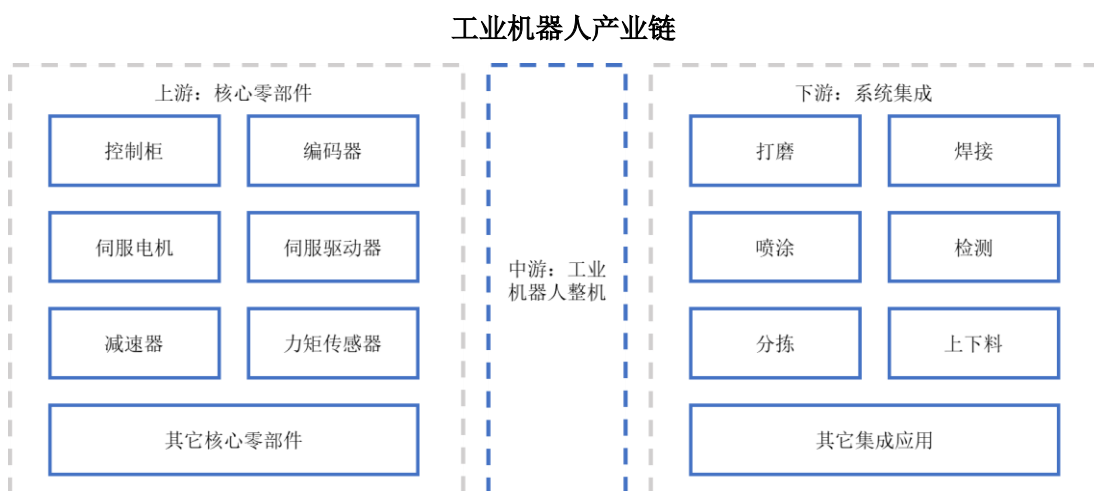 工业机器人产业链
上游：核心零部件
控制柜
编码器
伺服电机
伺服驱动器
减速器
力矩传感器
其它核心零部件
中游：工业
机器人整机
下游：系统集成
打磨
焊接
喷涂
检测
分拣
上下料
其它集成应用